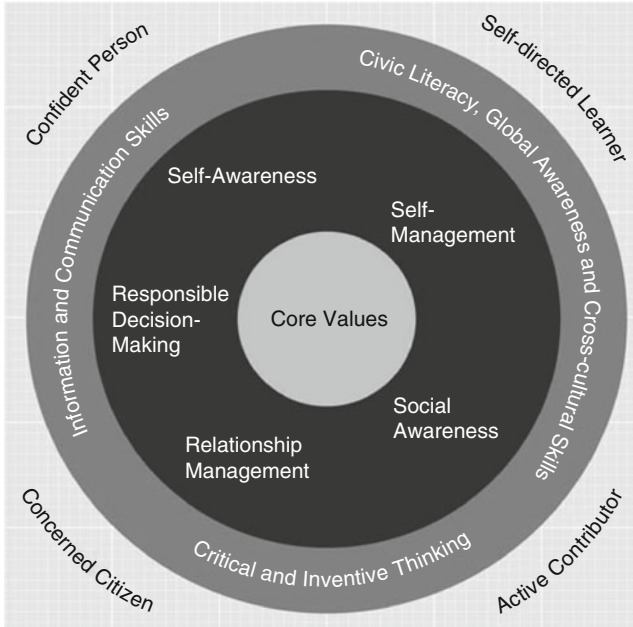 Confident Person
Self-directed Learner
Civic Literacy, Global Awareness and Cross-cultural Skills
Information and Communication Skills
Self-Awareness
Self-
Management
Responsible
Decision-
Making
Core Values
Social
Awareness
Relationship
Management
Critical and Inventive Thinking
Concerned Citizen
Active Contributor